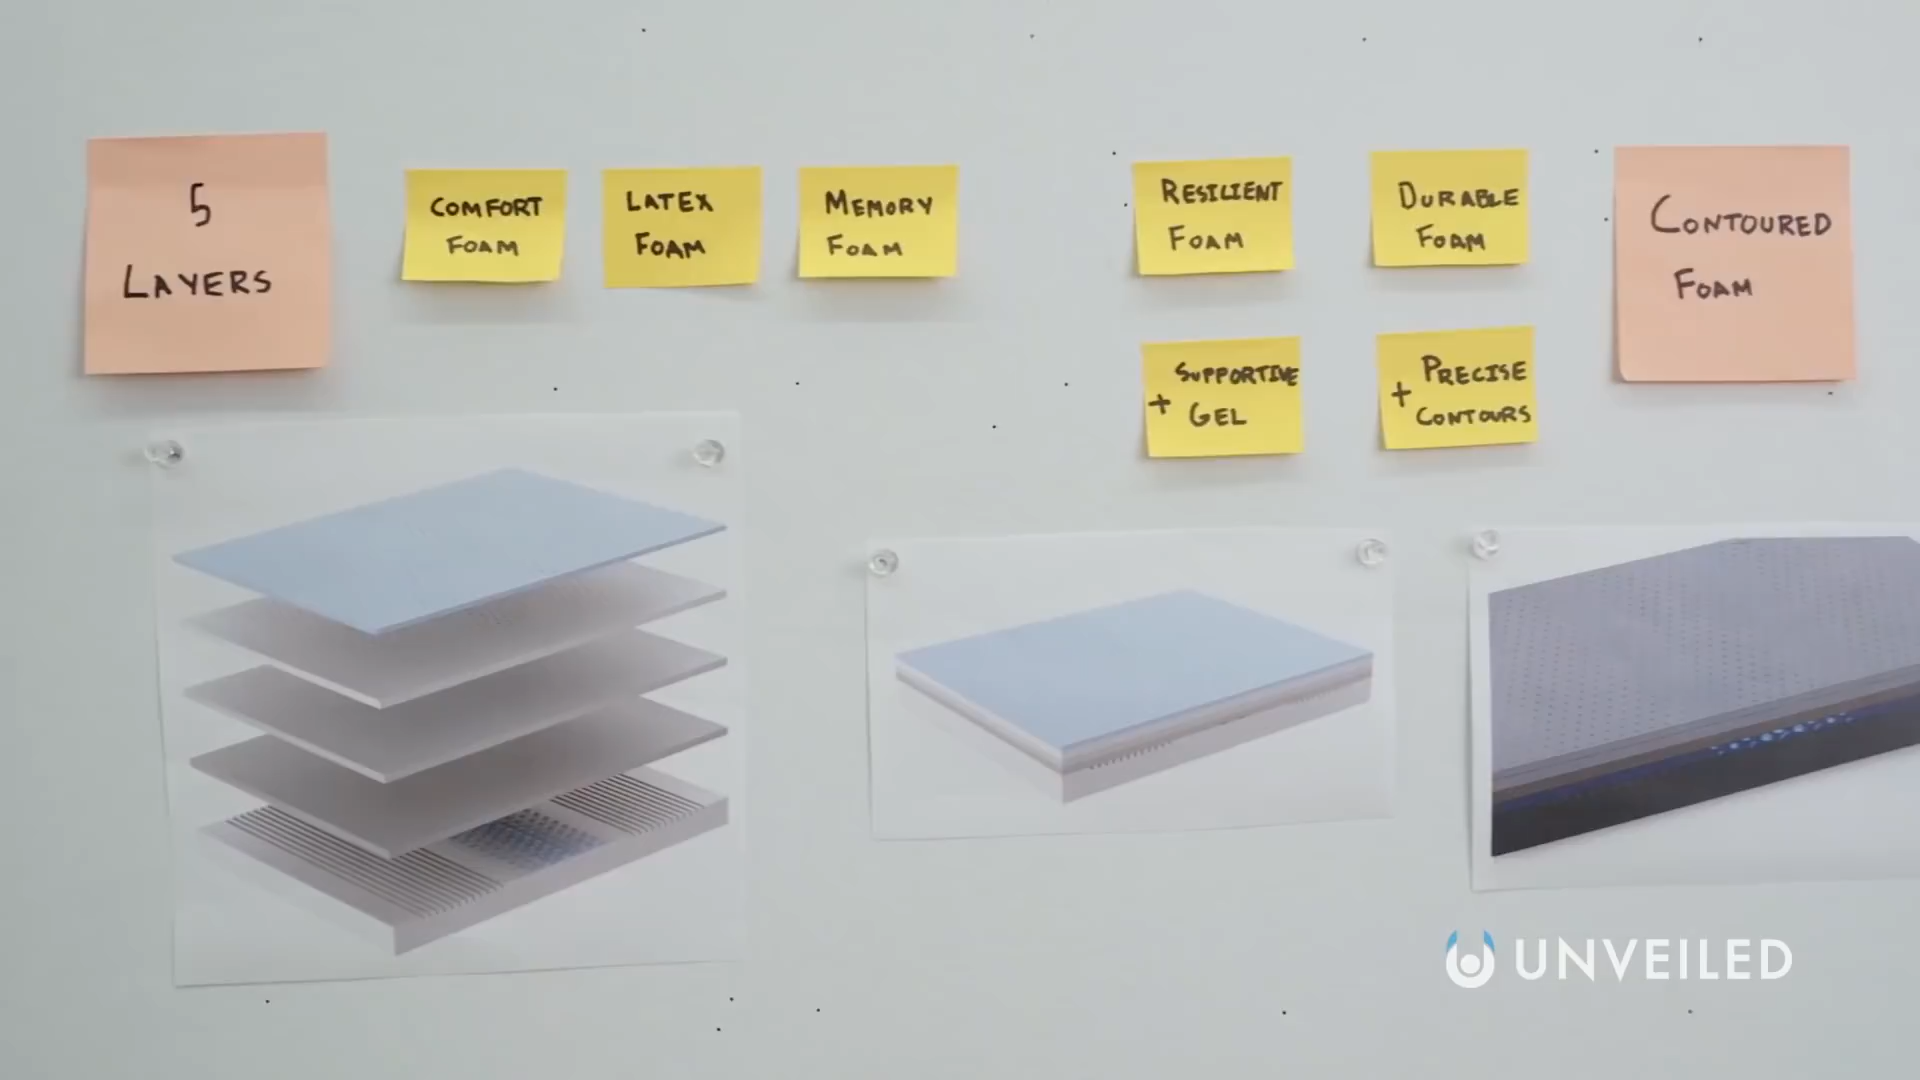 5
LAYERS
COMFORT
FOAM
LATEX
FOAM
MEMORY
FOAM
RESILIENT
FOAM
DURABLE
FOAM
CONTOURED
FOAM
+ SUPPORTIVE
GEL
+ PRECISE
CONTOURS
UNVEILED